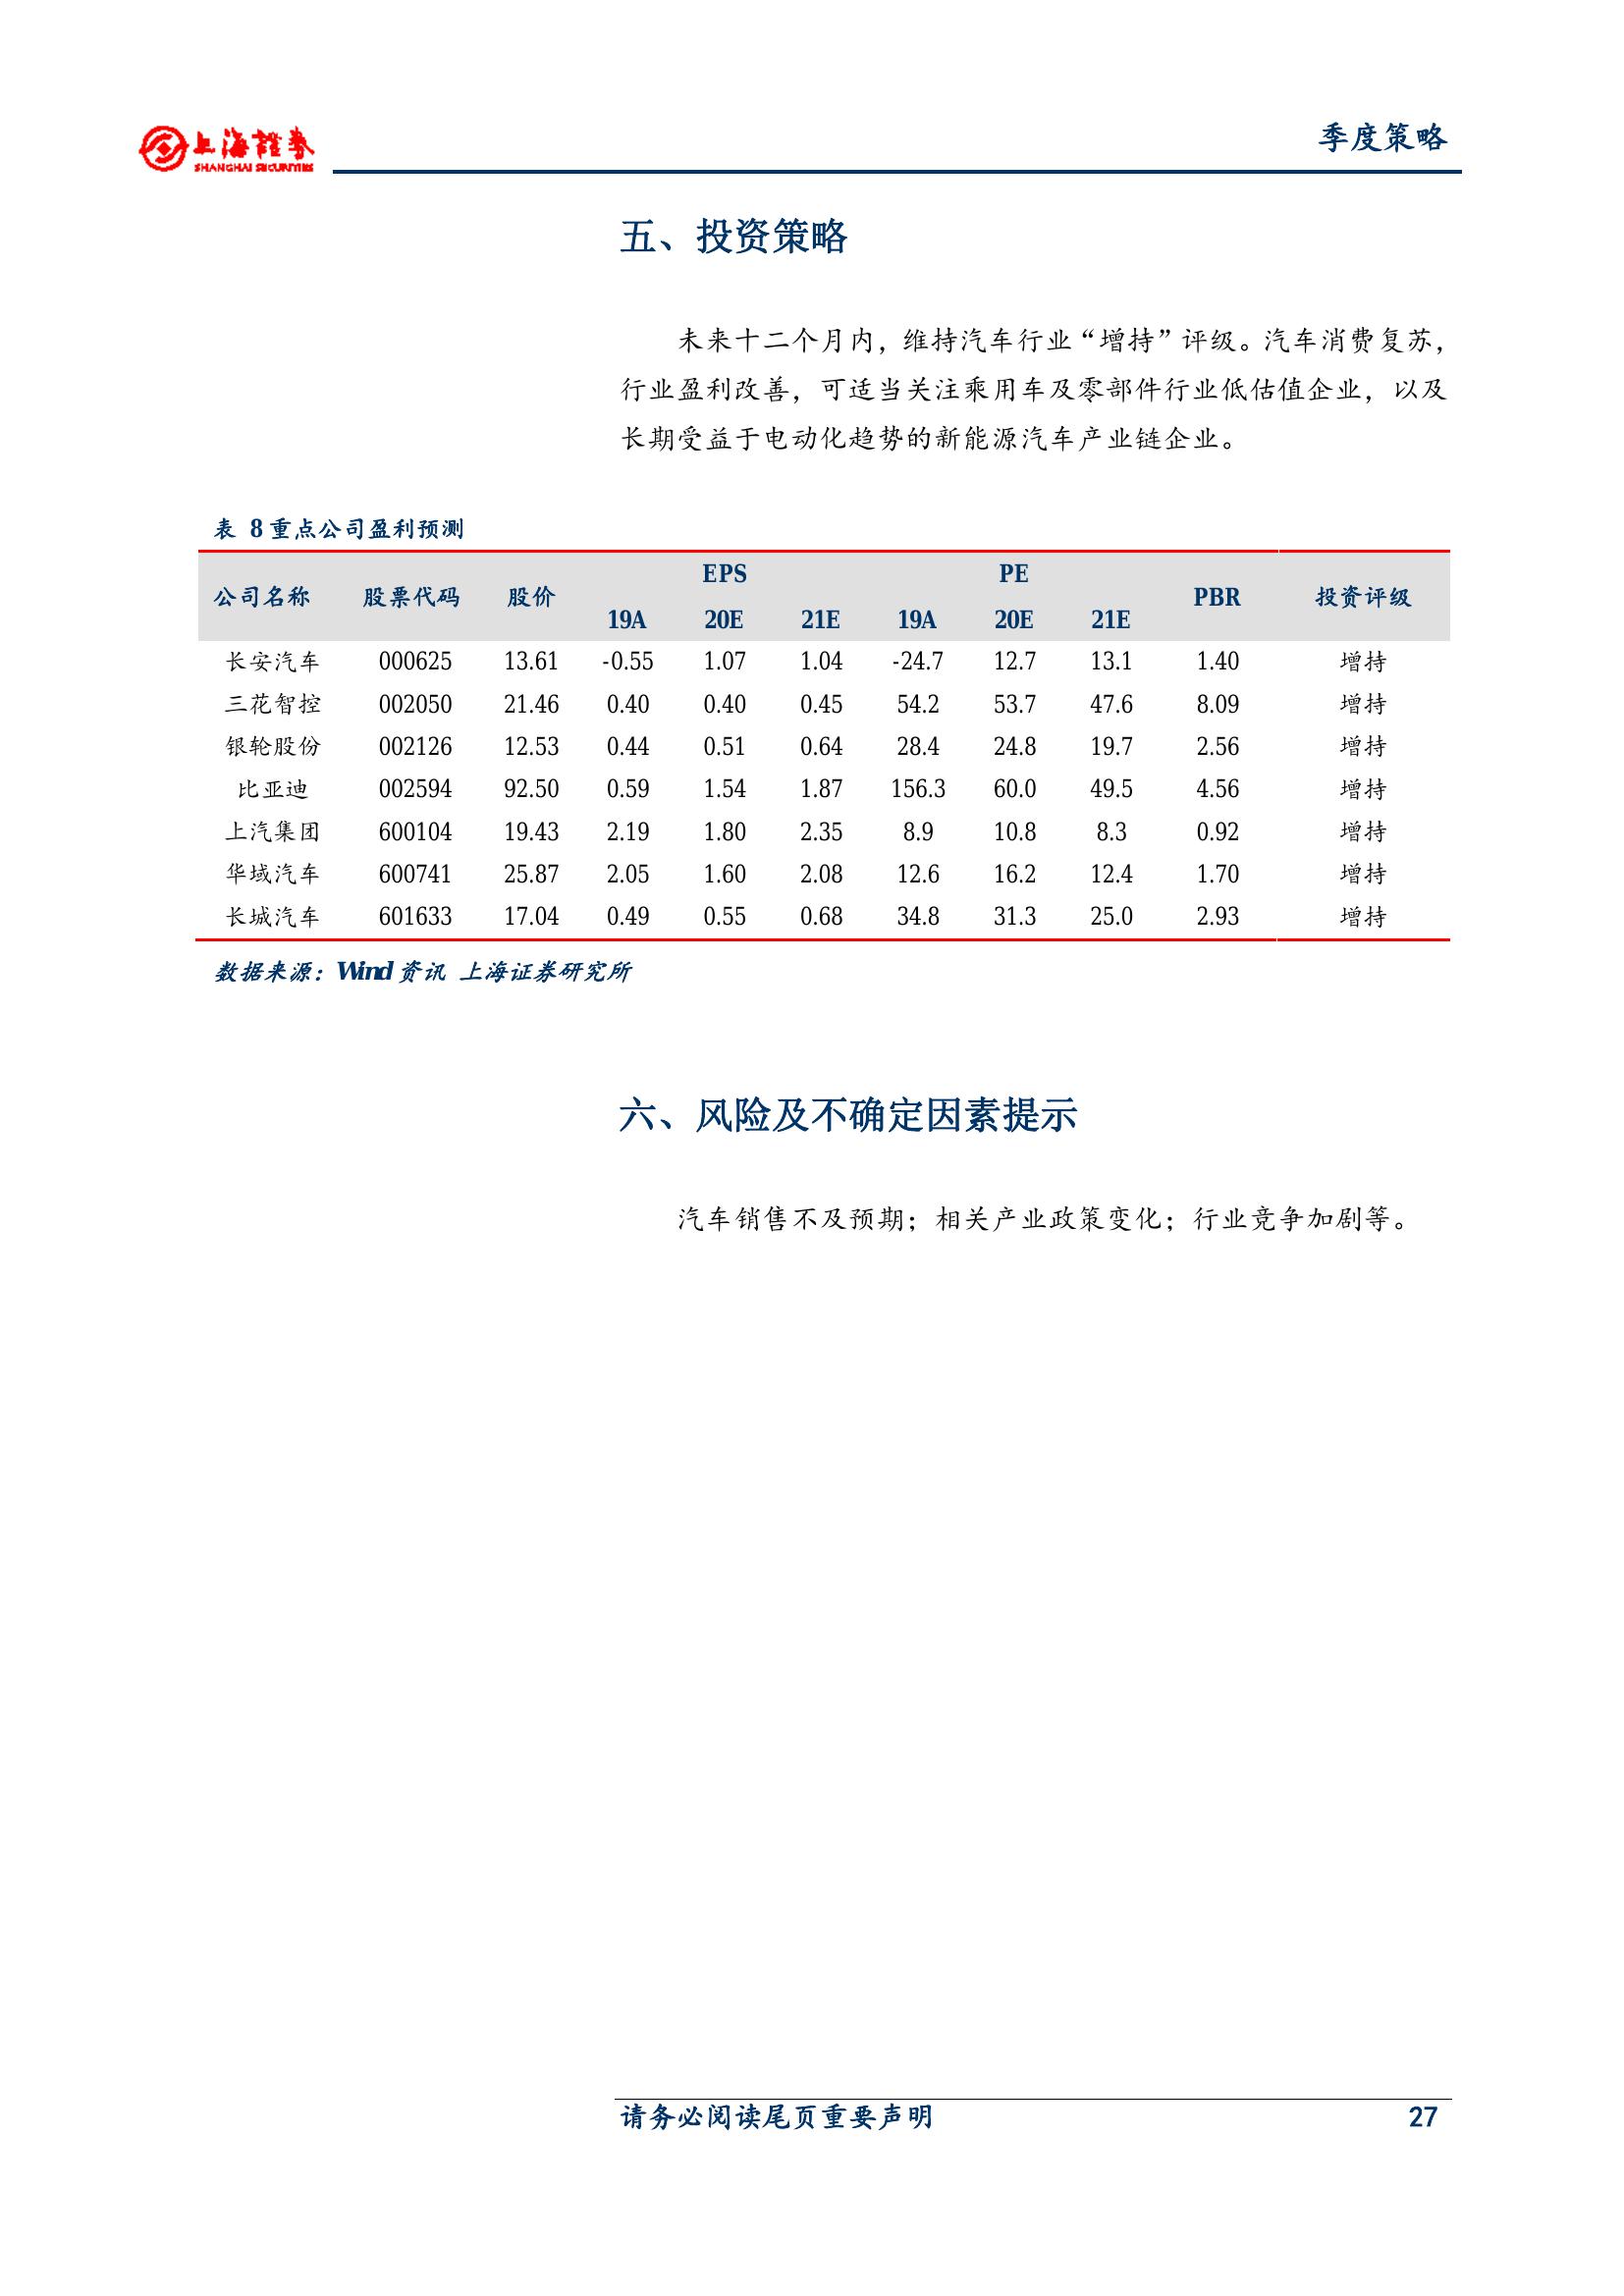 上海證券
SHANGHAI SECURITIES
季度策略
五、投资策略
未来十二个月内，维持汽车行业“增持”评级。汽车消费复苏，
行业盈利改善，可适当关注乘用车及零部件行业低估值企业，以及
长期受益于电动化趋势的新能源汽车产业链企业。
表 8 重点公司盈利预测
公司名称 股票代码 股价 EPS PE PBR 投资评级
19A 20E 21E 19A 20E 21E
长安汽车 000625 13.61 -0.55 1.07 1.04 -24.7 12.7 13.1 1.40 增持
三花智控 002050 21.46 0.40 0.40 0.45 54.2 53.7 47.6 8.09 增持
银轮股份 002126 12.53 0.44 0.51 0.64 28.4 24.8 19.7 2.56 增持
比亚迪 002594 92.50 0.59 1.54 1.87 156.3 60.0 49.5 4.56 增持
上汽集团 600104 19.43 2.19 1.80 2.35 8.9 10.8 8.3 0.92 增持
华域汽车 600741 25.87 2.05 1.60 2.08 12.6 16.2 12.4 1.70 增持
长城汽车 601633 17.04 0.49 0.55 0.68 34.8 31.3 25.0 2.93 增持
数据来源：Wind 资讯 上海证券研究所
六、风险及不确定因素提示
汽车销售不及预期；相关产业政策变化；行业竞争加剧等。
请务必阅读尾页重要声明 27